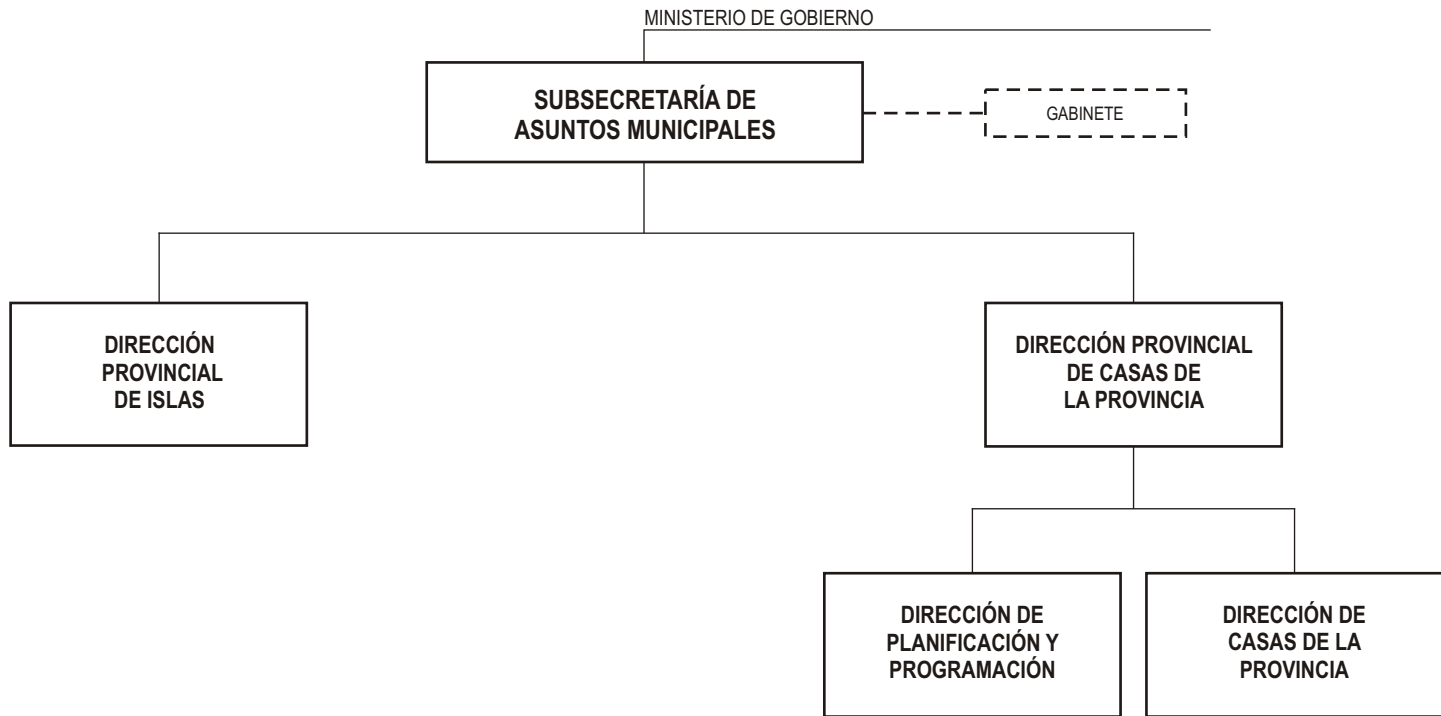 MINISTERIO DE GOBIERNO
SUBSECRETARÍA DE
ASUNTOS MUNICIPALES
GABINETE
DIRECCIÓN
PROVINCIAL
DE ISLAS
DIRECCIÓN PROVINCIAL
DE CASAS DE
LA PROVINCIA
DIRECCIÓN DE
PLANIFICACIÓN Y
PROGRAMACIÓN
DIRECCIÓN DE
CASAS DE LA
PROVINCIA